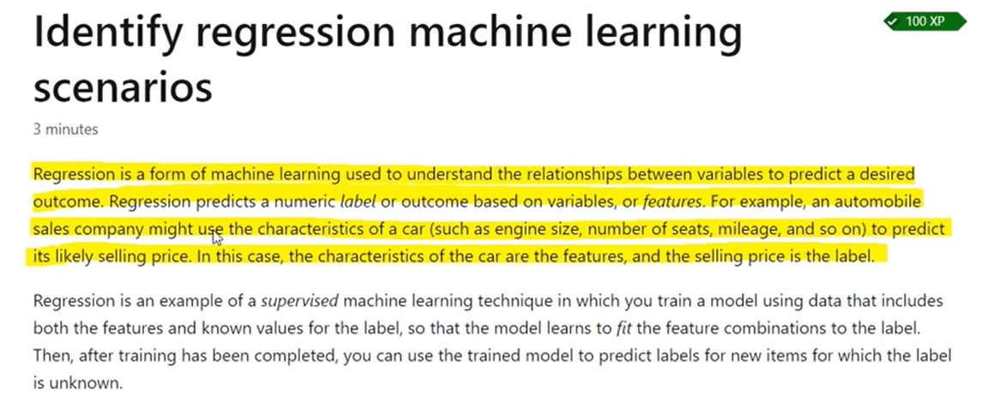 Identify regression machine learning
scenarios
100 XP
3 minutes
Regression is a form of machine learning used to understand the relationships between variables to predict a desired
outcome. Regression predicts a numeric label or outcome based on variables, or features. For example, an automobile
sales company might use the characteristics of a car (such as engine size, number of seats, mileage, and so on) to predict
its likely selling price. In this case, the characteristics of the car are the features, and the selling price is the label.
Regression is an example of a supervised machine learning technique in which you train a model using data that includes
both the features and known values for the label, so that the model learns to fit the feature combinations to the label.
Then, after training has been completed, you can use the trained model to predict labels for new items for which the label
is unknown.